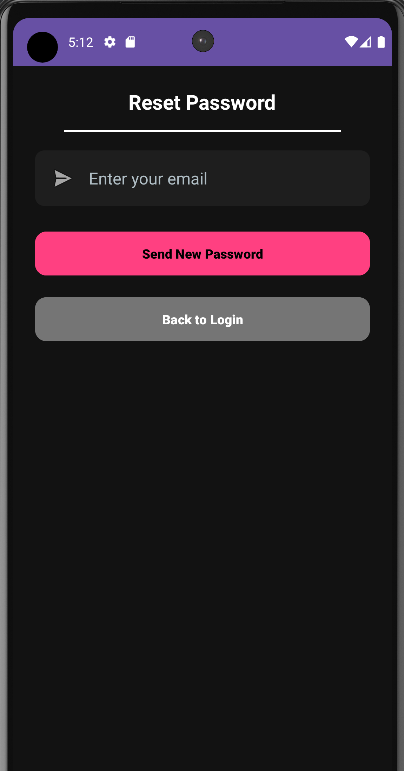 5:12
Reset Password
Enter your email
Send New Password
Back to Login